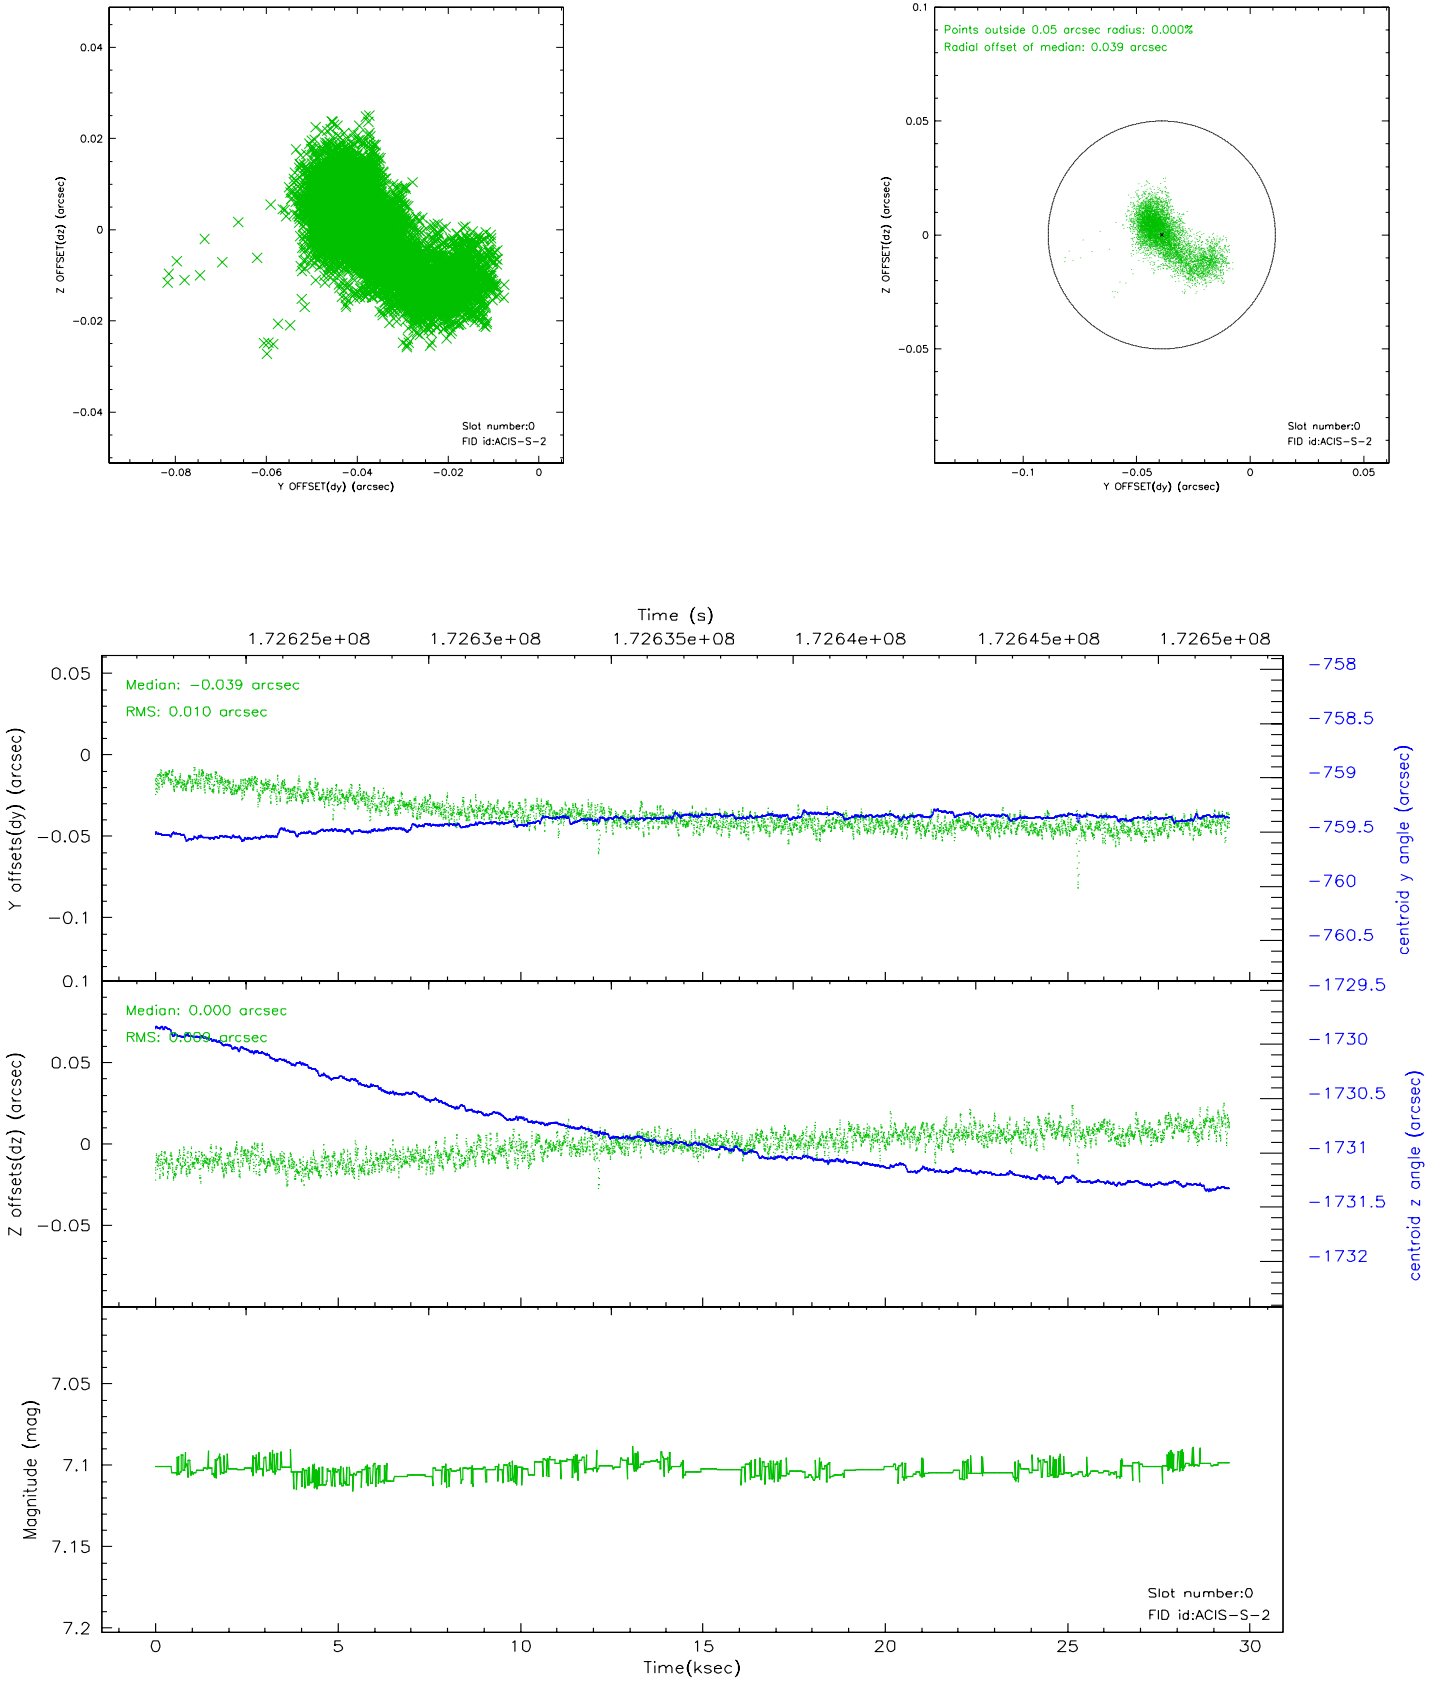 0.04
0.02
0
−0.02
−0.04
Z OFFSET(dz) (arcsec)
Slot number:0
FID id:ACIS−S−2
−0.08 −0.06 −0.04 −0.02 0
Y OFFSET(dy) (arcsec)
0.1
0.05
0
−0.05
Z OFFSET(dz) (arcsec)
Points outside 0.05 arcsec radius: 0.000%
Radial offset of median: 0.039 arcsec
Slot number:0
FID id:ACIS−S−2
−0.1 −0.05 0 0.05
Y OFFSET(dy) (arcsec)
Time (s)
1.72625e+08 1.7263e+08 1.72635e+08 1.7264e+08 1.72645e+08 1.7265e+08
0.05
0
−0.05
−0.1
Y offsets(dy) (arcsec)
Median: −0.039 arcsec
RMS: 0.010 arcsec
−758
−758.5
−759
−759.5
−760
−760.5
centroid y angle (arcsec)
0.1
0.05
0
−0.05
Z offsets(dz) (arcsec)
Median: 0.000 arcsec
RMS: arcsec
−1729.5
−1730
−1730.5
−1731
−1731.5
−1732
centroid z angle (arcsec)
7.05
7.1
7.15
7.2
Magnitude (mag)
Slot number:0
FID id:ACIS−S−2
0 5 10 15 20 25 30
Time(ksec)